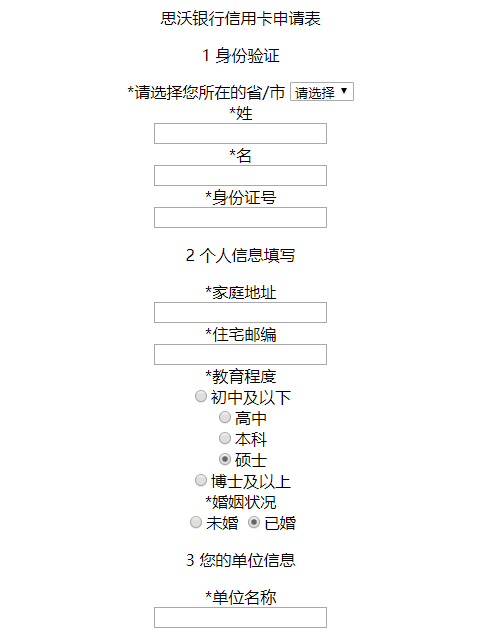 思沃银行信用卡申请表
1 身份验证
*请选择您所在的省/市 请选择
*姓
*名
*身份证号
2 个人信息填写
*家庭地址
*住宅邮编
*教育程度
初中及以下
高中
本科
硕士
博士及以上
*婚姻状况
未婚 已婚
3 您的单位信息
*单位名称